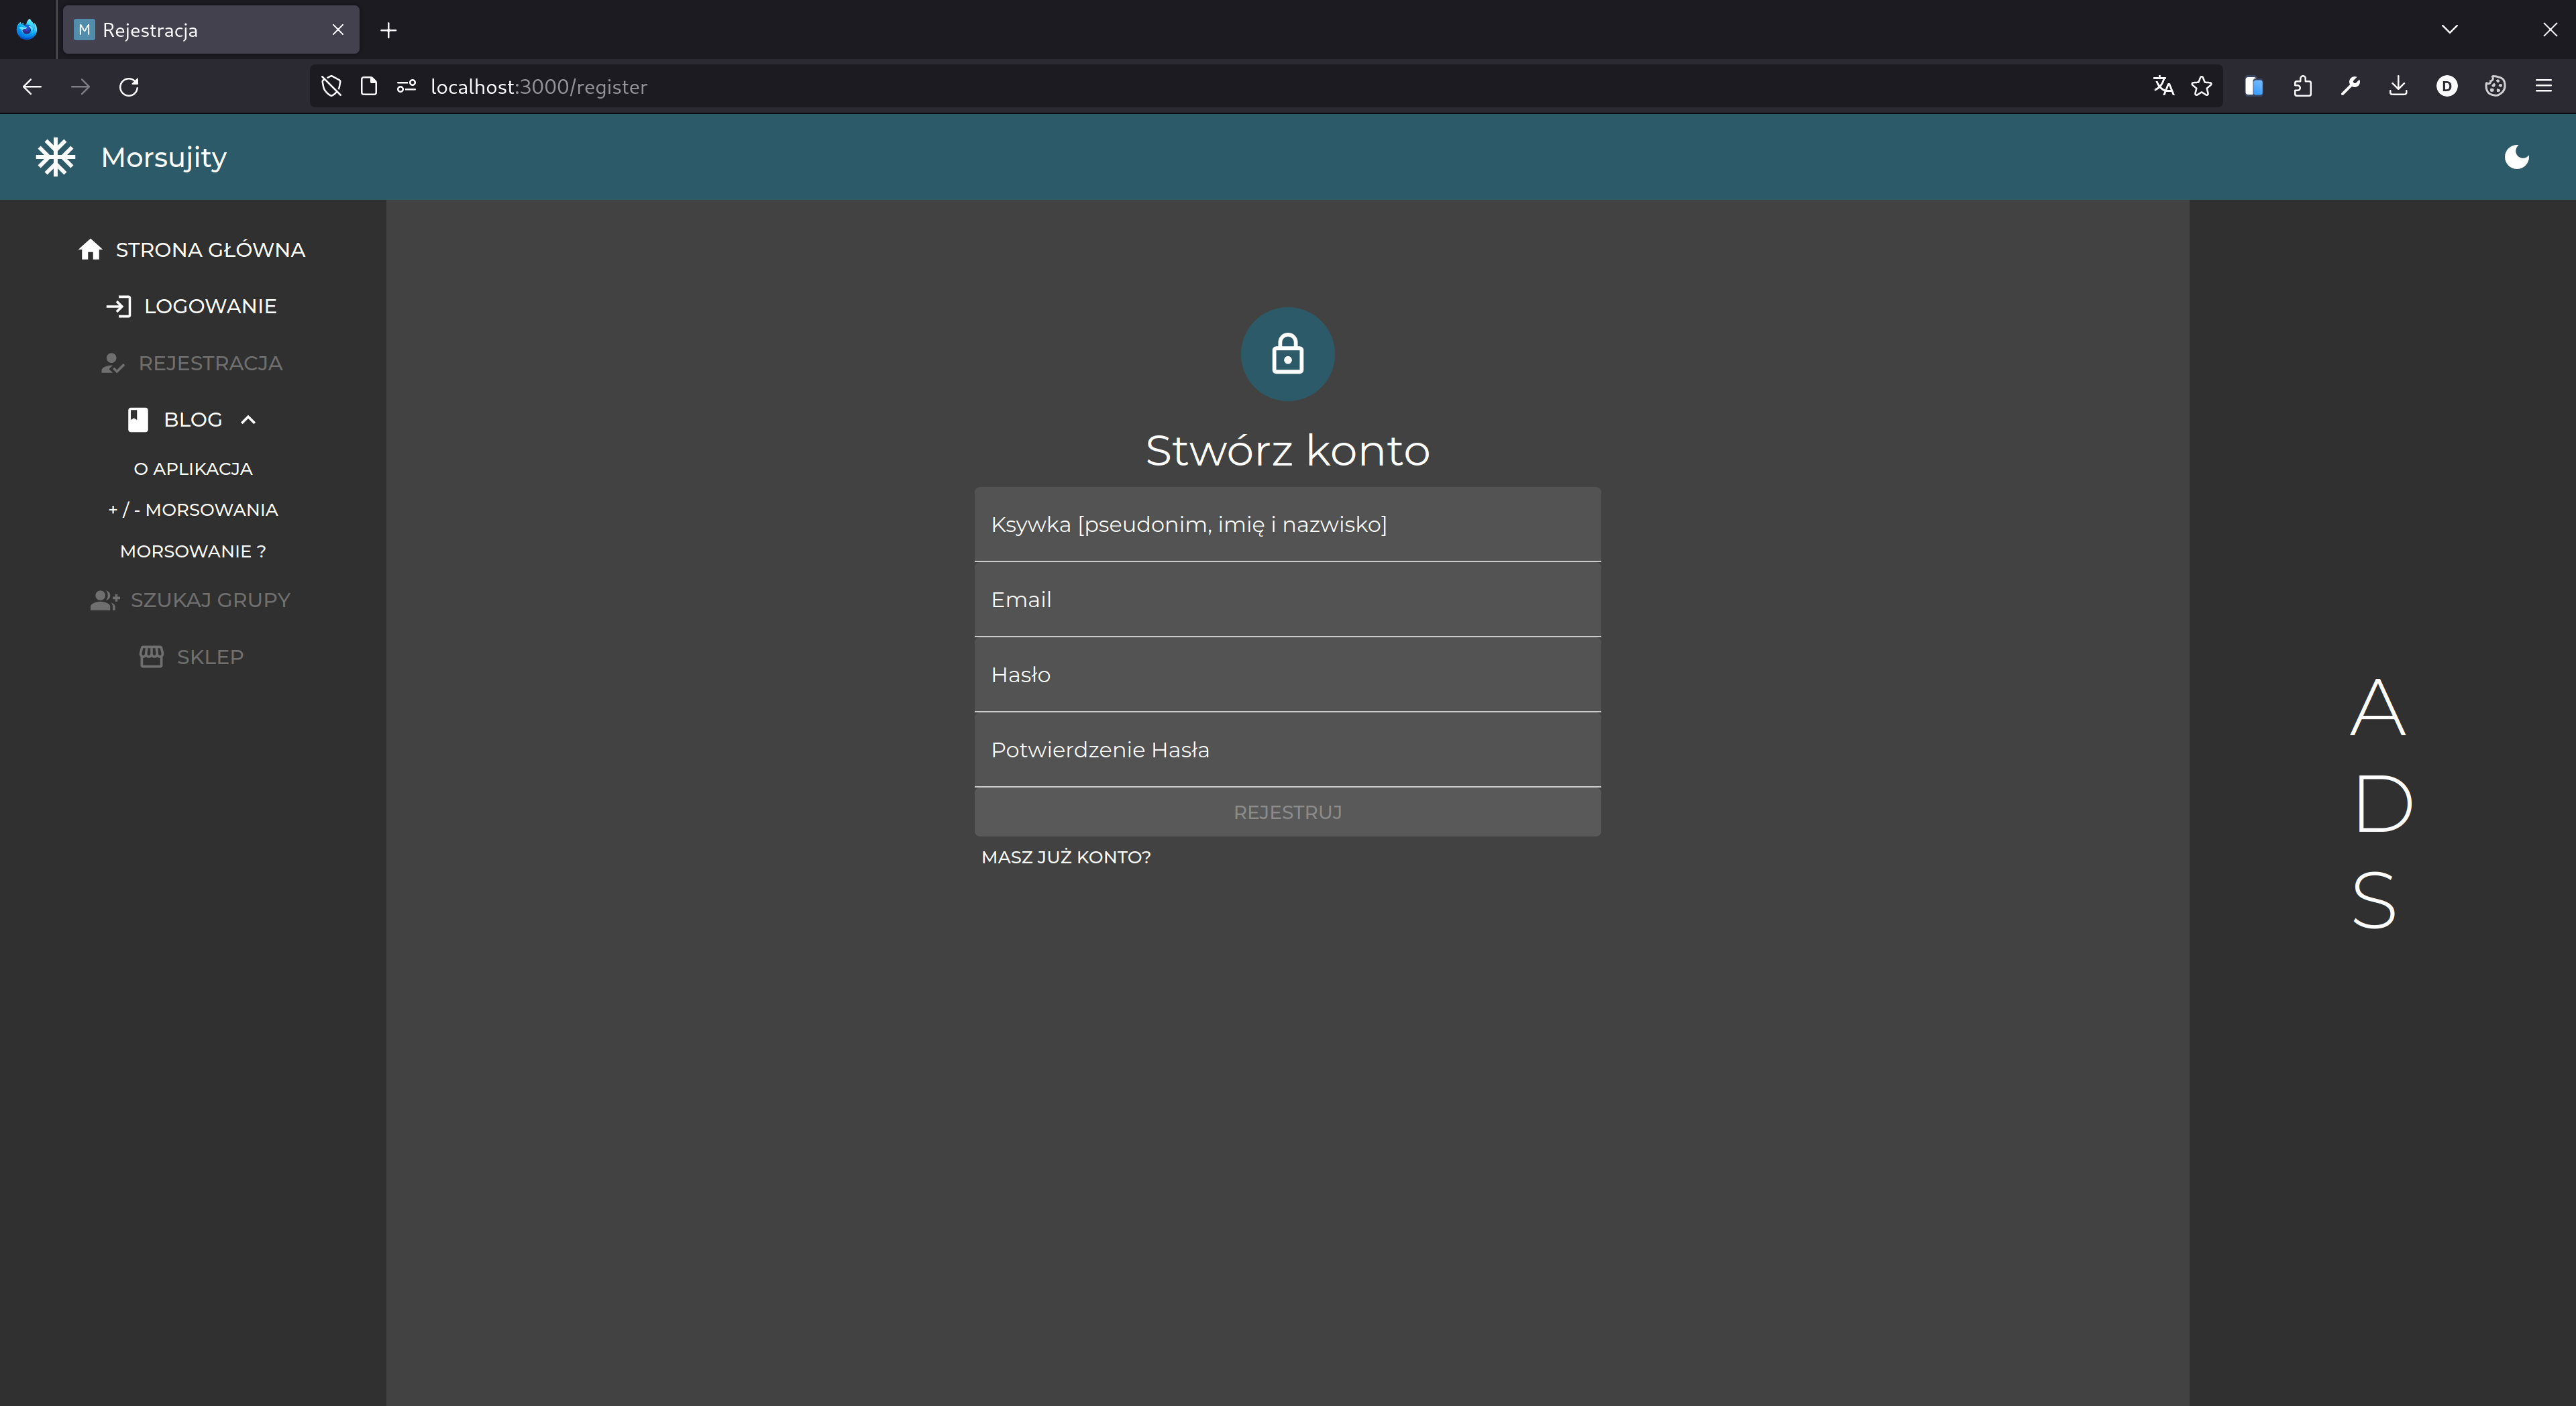 M Rejestracja
localhost:3000/register
D
Morsujity
STRONA GŁÓWNA
LOGOWANIE
REJESTRACJA
BLOG
O APLIKACJA
+ / - MORSOWANIA
MORSOWANIE ?
SZUKAJ GRUPY
SKLEP
Stwórz konto
Ksywka [pseudonim, imię i nazwisko]
Email
Hasło
Potwierdzenie Hasła
REJESTRUJ
MASZ JUŻ KONTO?
A
D
S